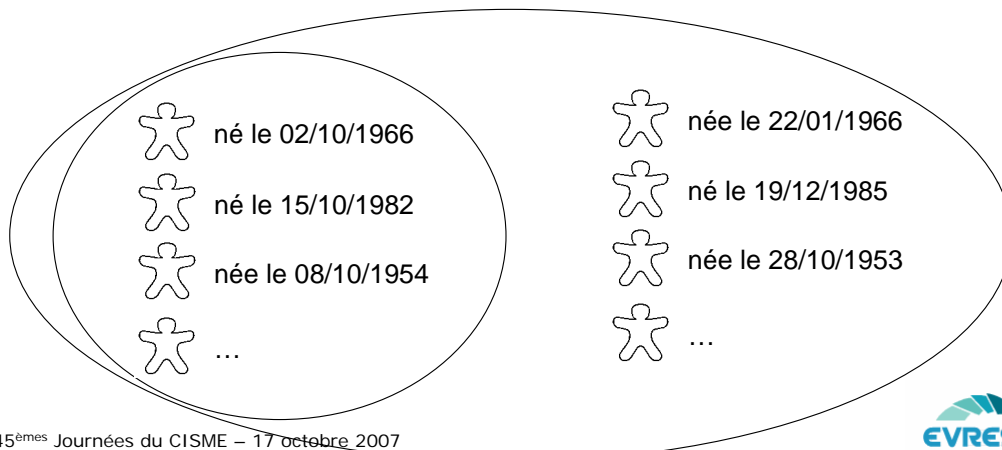 né le 02/10/1966
né le 15/10/1982
née le 08/10/1954
…
née le 22/01/1966
né le 19/12/1985
née le 28/10/1953
…
45èmes Journées du CISME – 17 octobre 2007
EVRES